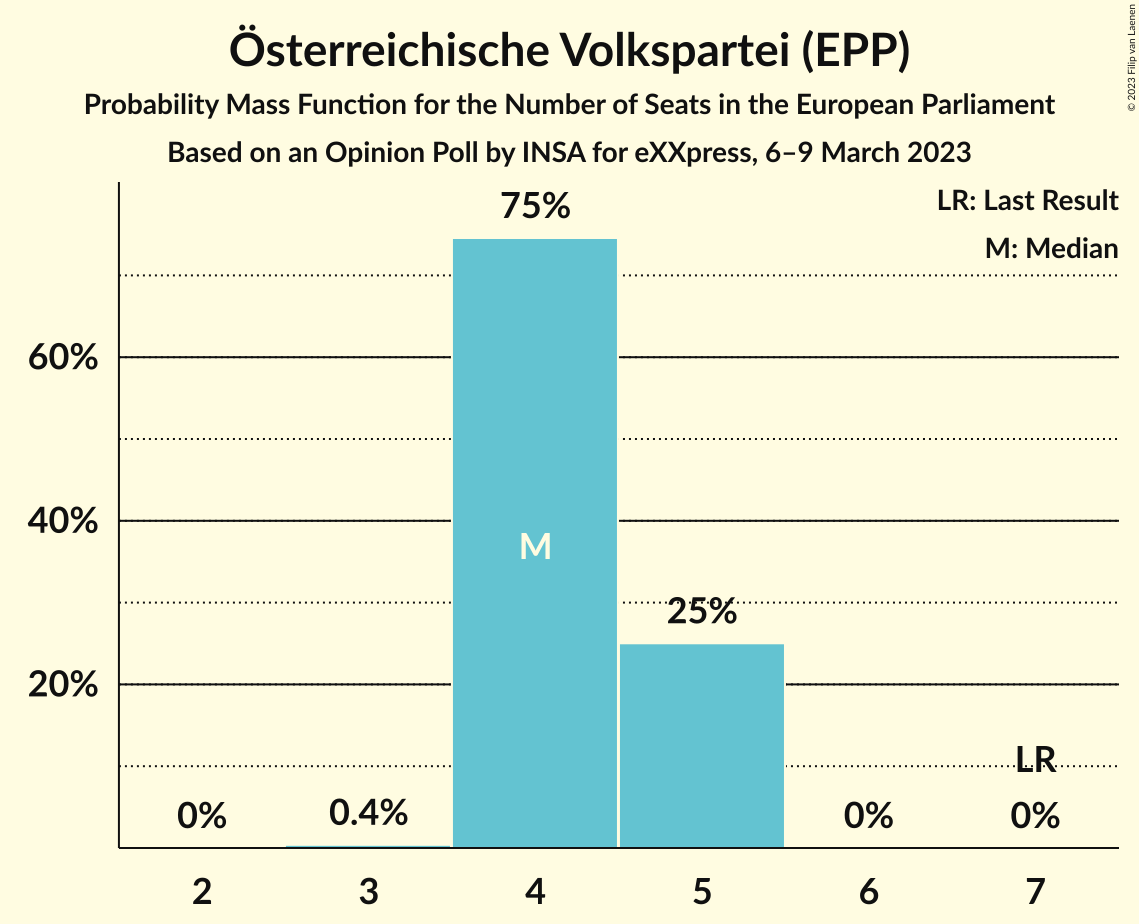 Österreichische Volkspartei (EPP)
Probability Mass Function for the Number of Seats in the European Parliament
Based on an Opinion Poll by INSA for eXXpress, 6–9 March 2023
© 2023 Filip van Laenen
LR: Last Result
M: Median
75%
60%
40%
M
25%
20%
LR
0%
0.4%
0%
0%
2
3
4
5
6
7